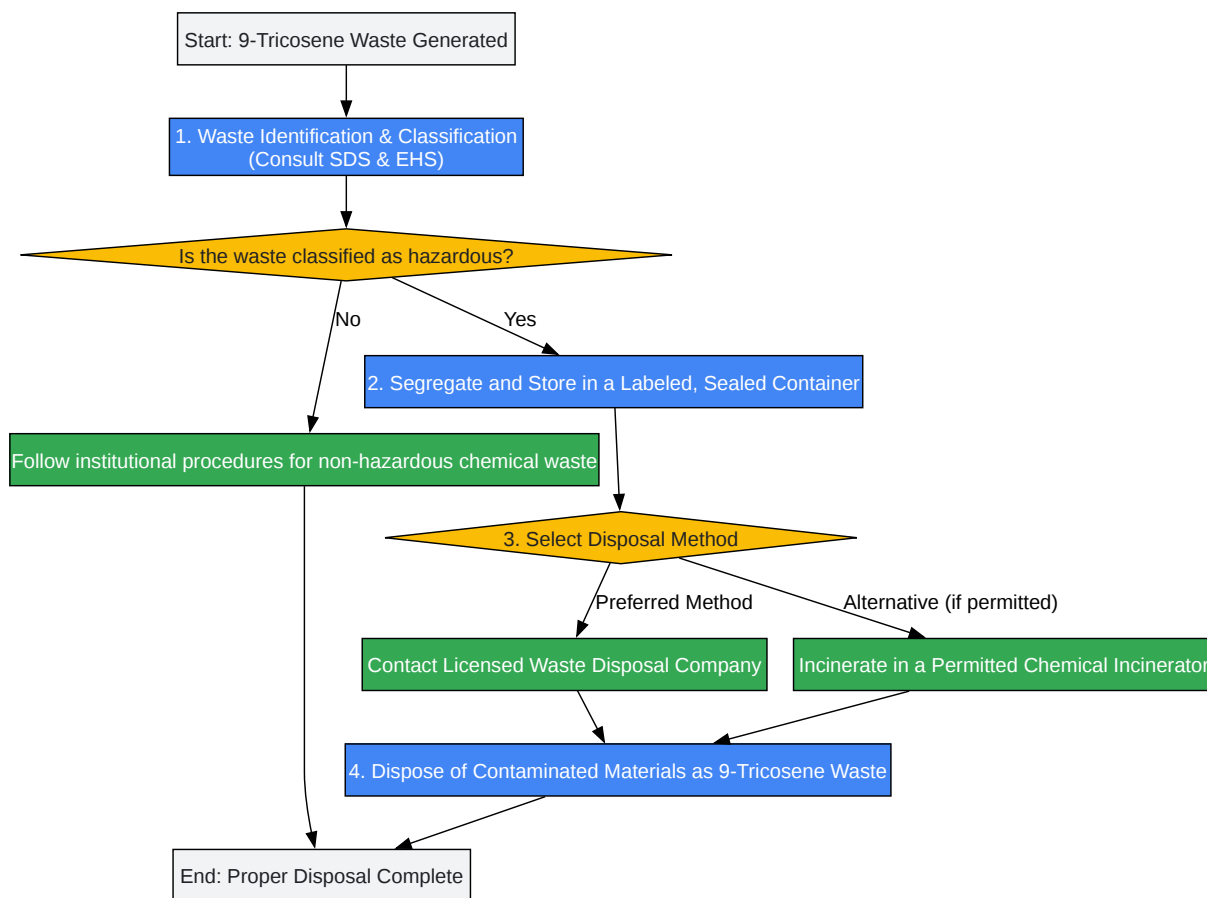 Start: 9-Tricosene Waste Generated
1. Waste Identification & Classification
(Consult SDS & EHS)
Is the waste classified as hazardous?
No
Yes
2. Segregate and Store in a Labeled, Sealed Container
Follow institutional procedures for non-hazardous chemical waste
3. Select Disposal Method
Preferred Method
Alternative (if permitted)
Contact Licensed Waste Disposal Company
Incinerate in a Permitted Chemical Incinerator
4. Dispose of Contaminated Materials as 9-Tricosene Waste
End: Proper Disposal Complete